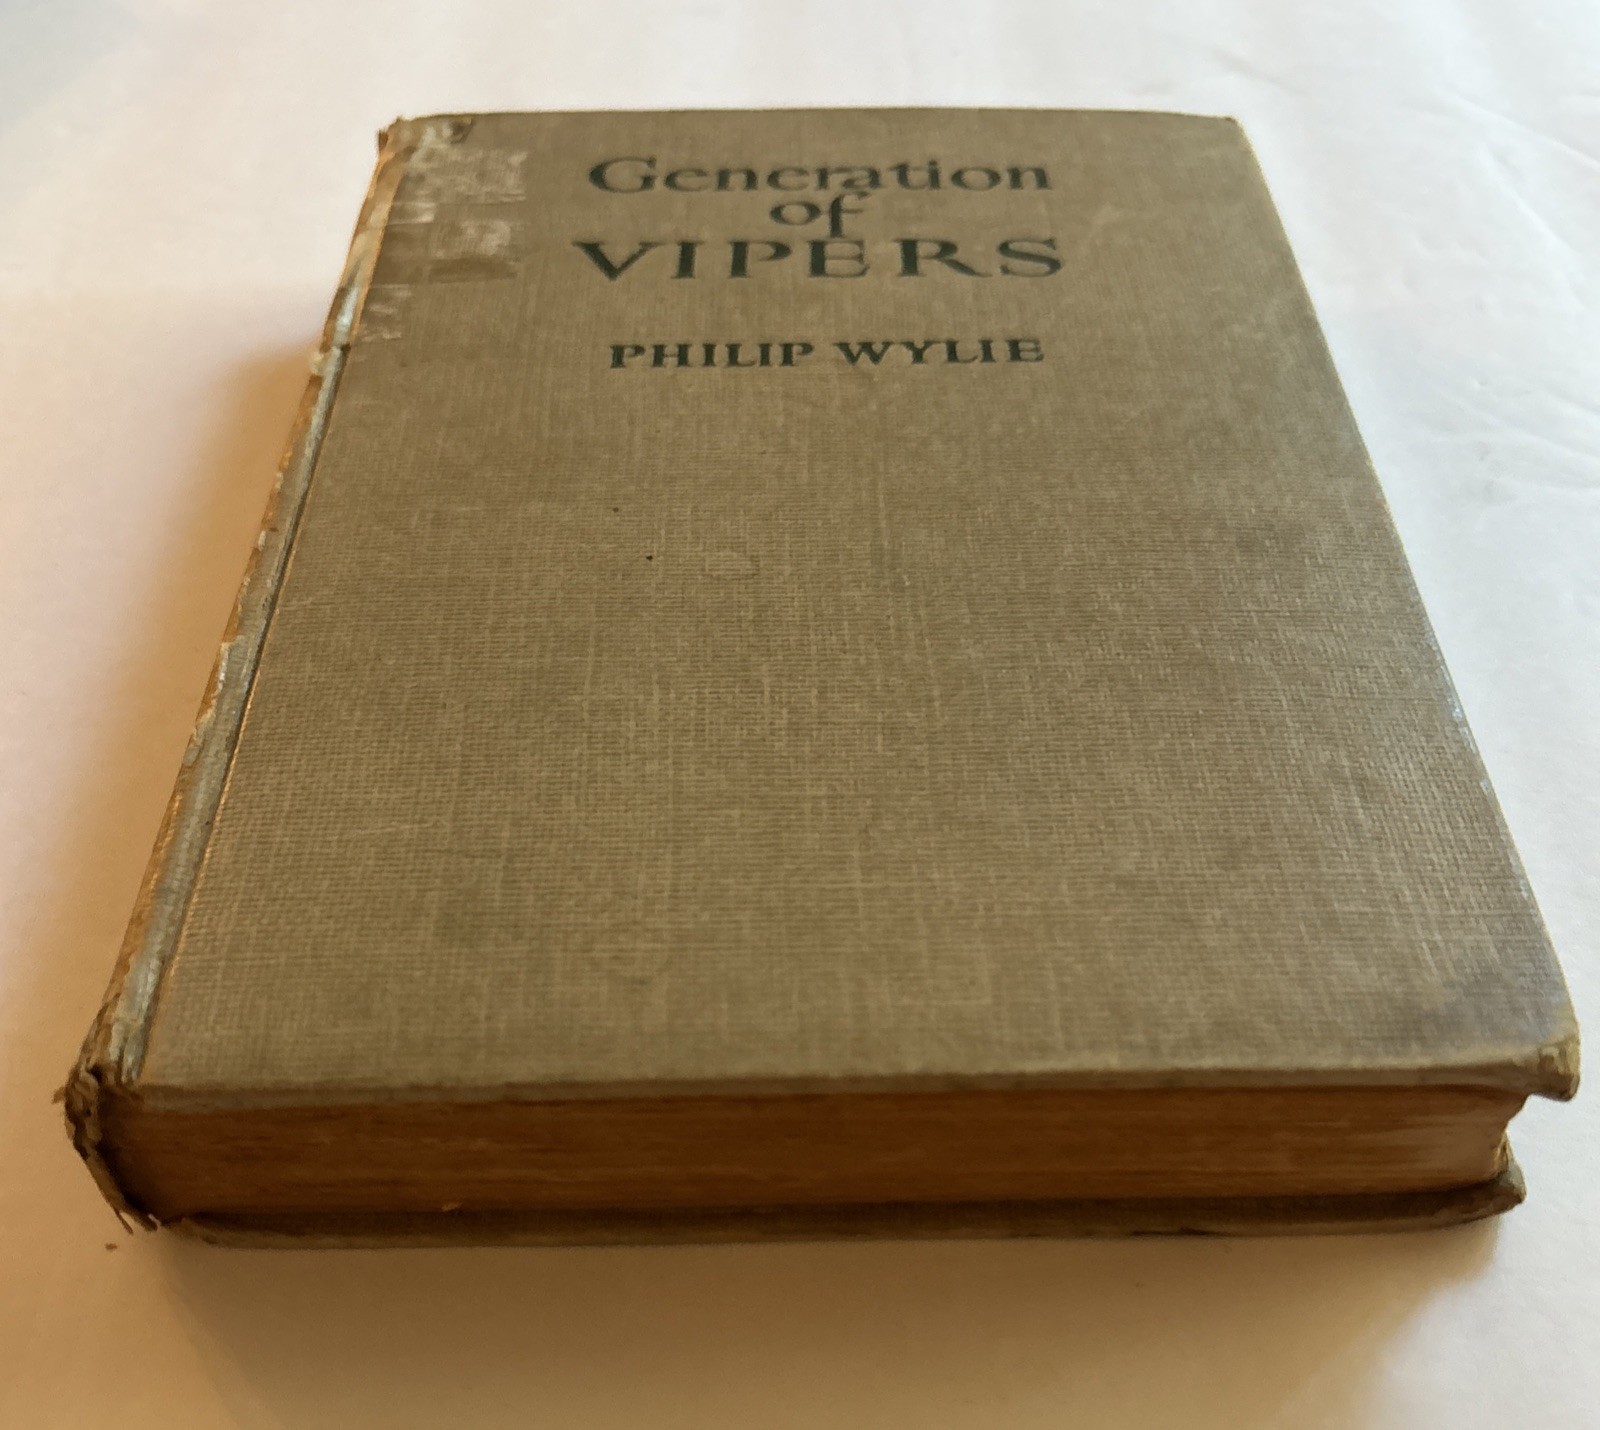 Generation
of
VIPERS
PHILIP WYLIE